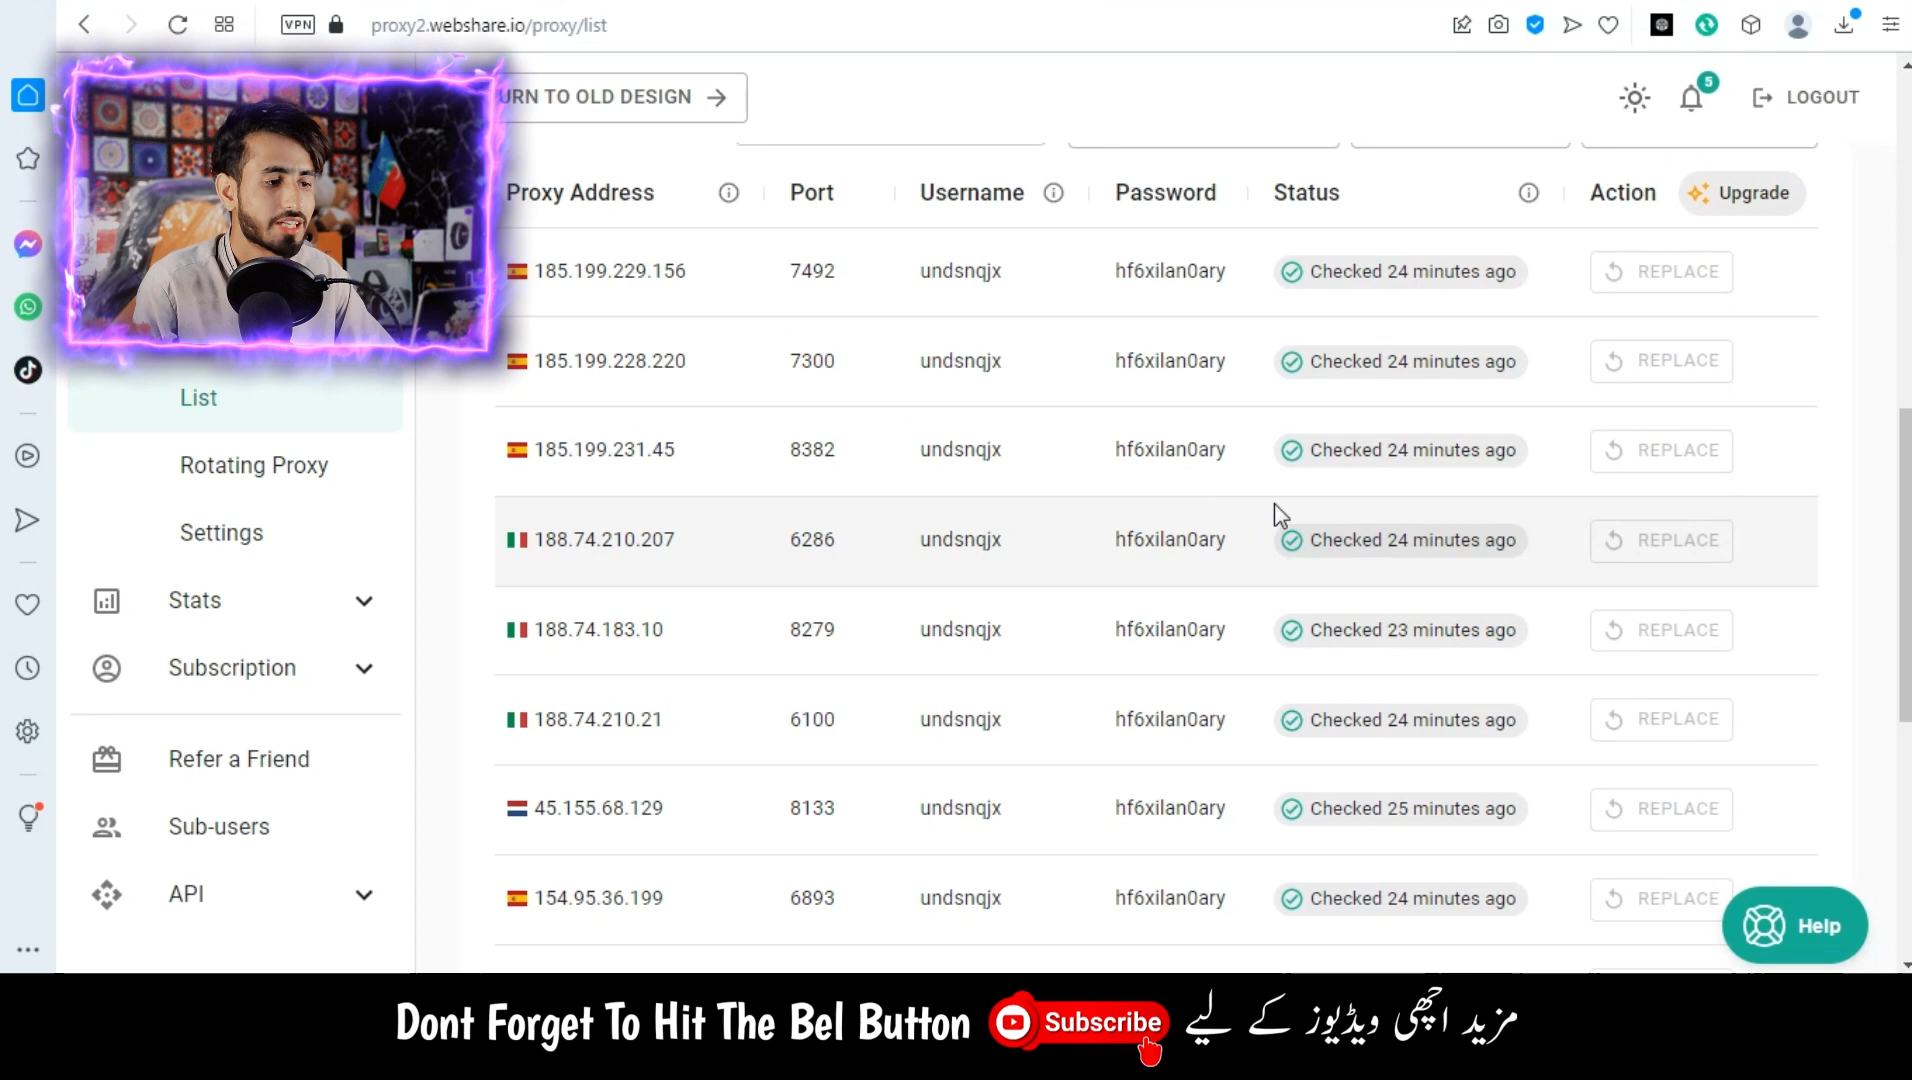 VPN
proxy2.webshare.io/proxy/list
URN TO OLD DESIGN
5
LOGOUT
Proxy Address Port Username Password Status Action Upgrade
185.199.229.156 7492 undsnqjx hf6xilan0ary Checked 24 minutes ago REPLACE
185.199.228.220 7300 undsnqjx hf6xilan0ary Checked 24 minutes ago REPLACE
185.199.231.45 8382 undsnqjx hf6xilan0ary Checked 24 minutes ago REPLACE
188.74.210.207 6286 undsnqjx hf6xilan0ary Checked 24 minutes ago REPLACE
188.74.183.10 8279 undsnqjx hf6xilan0ary Checked 23 minutes ago REPLACE
188.74.210.21 6100 undsnqjx hf6xilan0ary Checked 24 minutes ago REPLACE
45.155.68.129 8133 undsnqjx hf6xilan0ary Checked 25 minutes ago REPLACE
154.95.36.199 6893 undsnqjx hf6xilan0ary Checked 24 minutes ago REPLACE
List
Rotating Proxy
Settings
Stats
Subscription
Refer a Friend
Sub-users
API
Help
Dont Forget To Hit The Bel Button Subscribe مزید اچھی ویڈیوز کے لیے